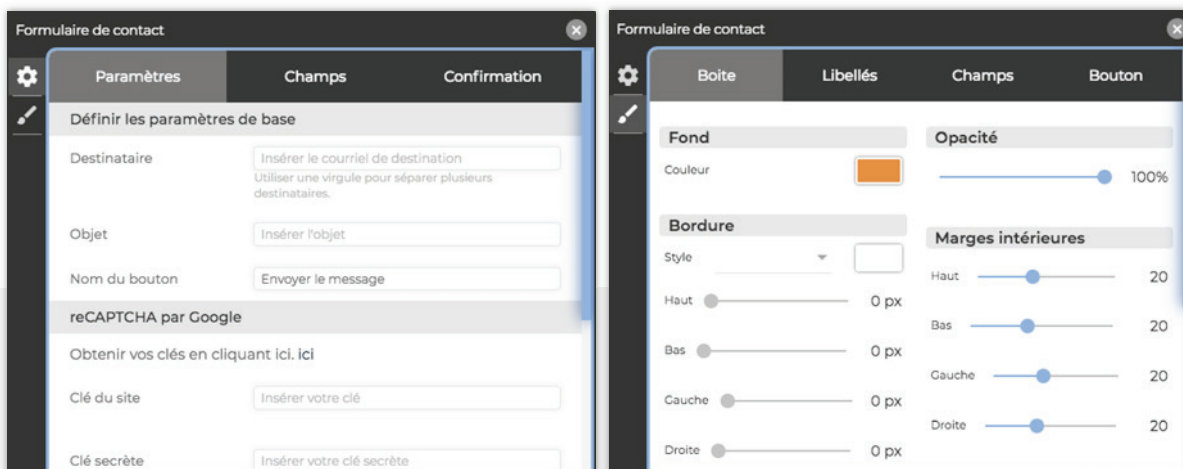 Formulaire de contact
Paramètres Champs Confirmation
Définir les paramètres de base
Destinataire Insérer le courriel de destination
Utiliser une virgule pour séparer plusieurs
destinataires.
Objet Insérer l'objet
Nom du bouton Envoyer le message
reCAPTCHA par Google
Obtenir vos clés en cliquant ici. ici
Clé du site Insérer votre clé
Clé secrète Insérer votre clé secrète
Formulaire de contact
Boite Libellés Champs Bouton
Fond
Couleur
Bordure
Style
Haut 0 px
Bas 0 px
Gauche 0 px
Droite 0 px
Opacité
100%
Marges intérieures
Haut 20
Bas 20
Gauche 20
Droite 20